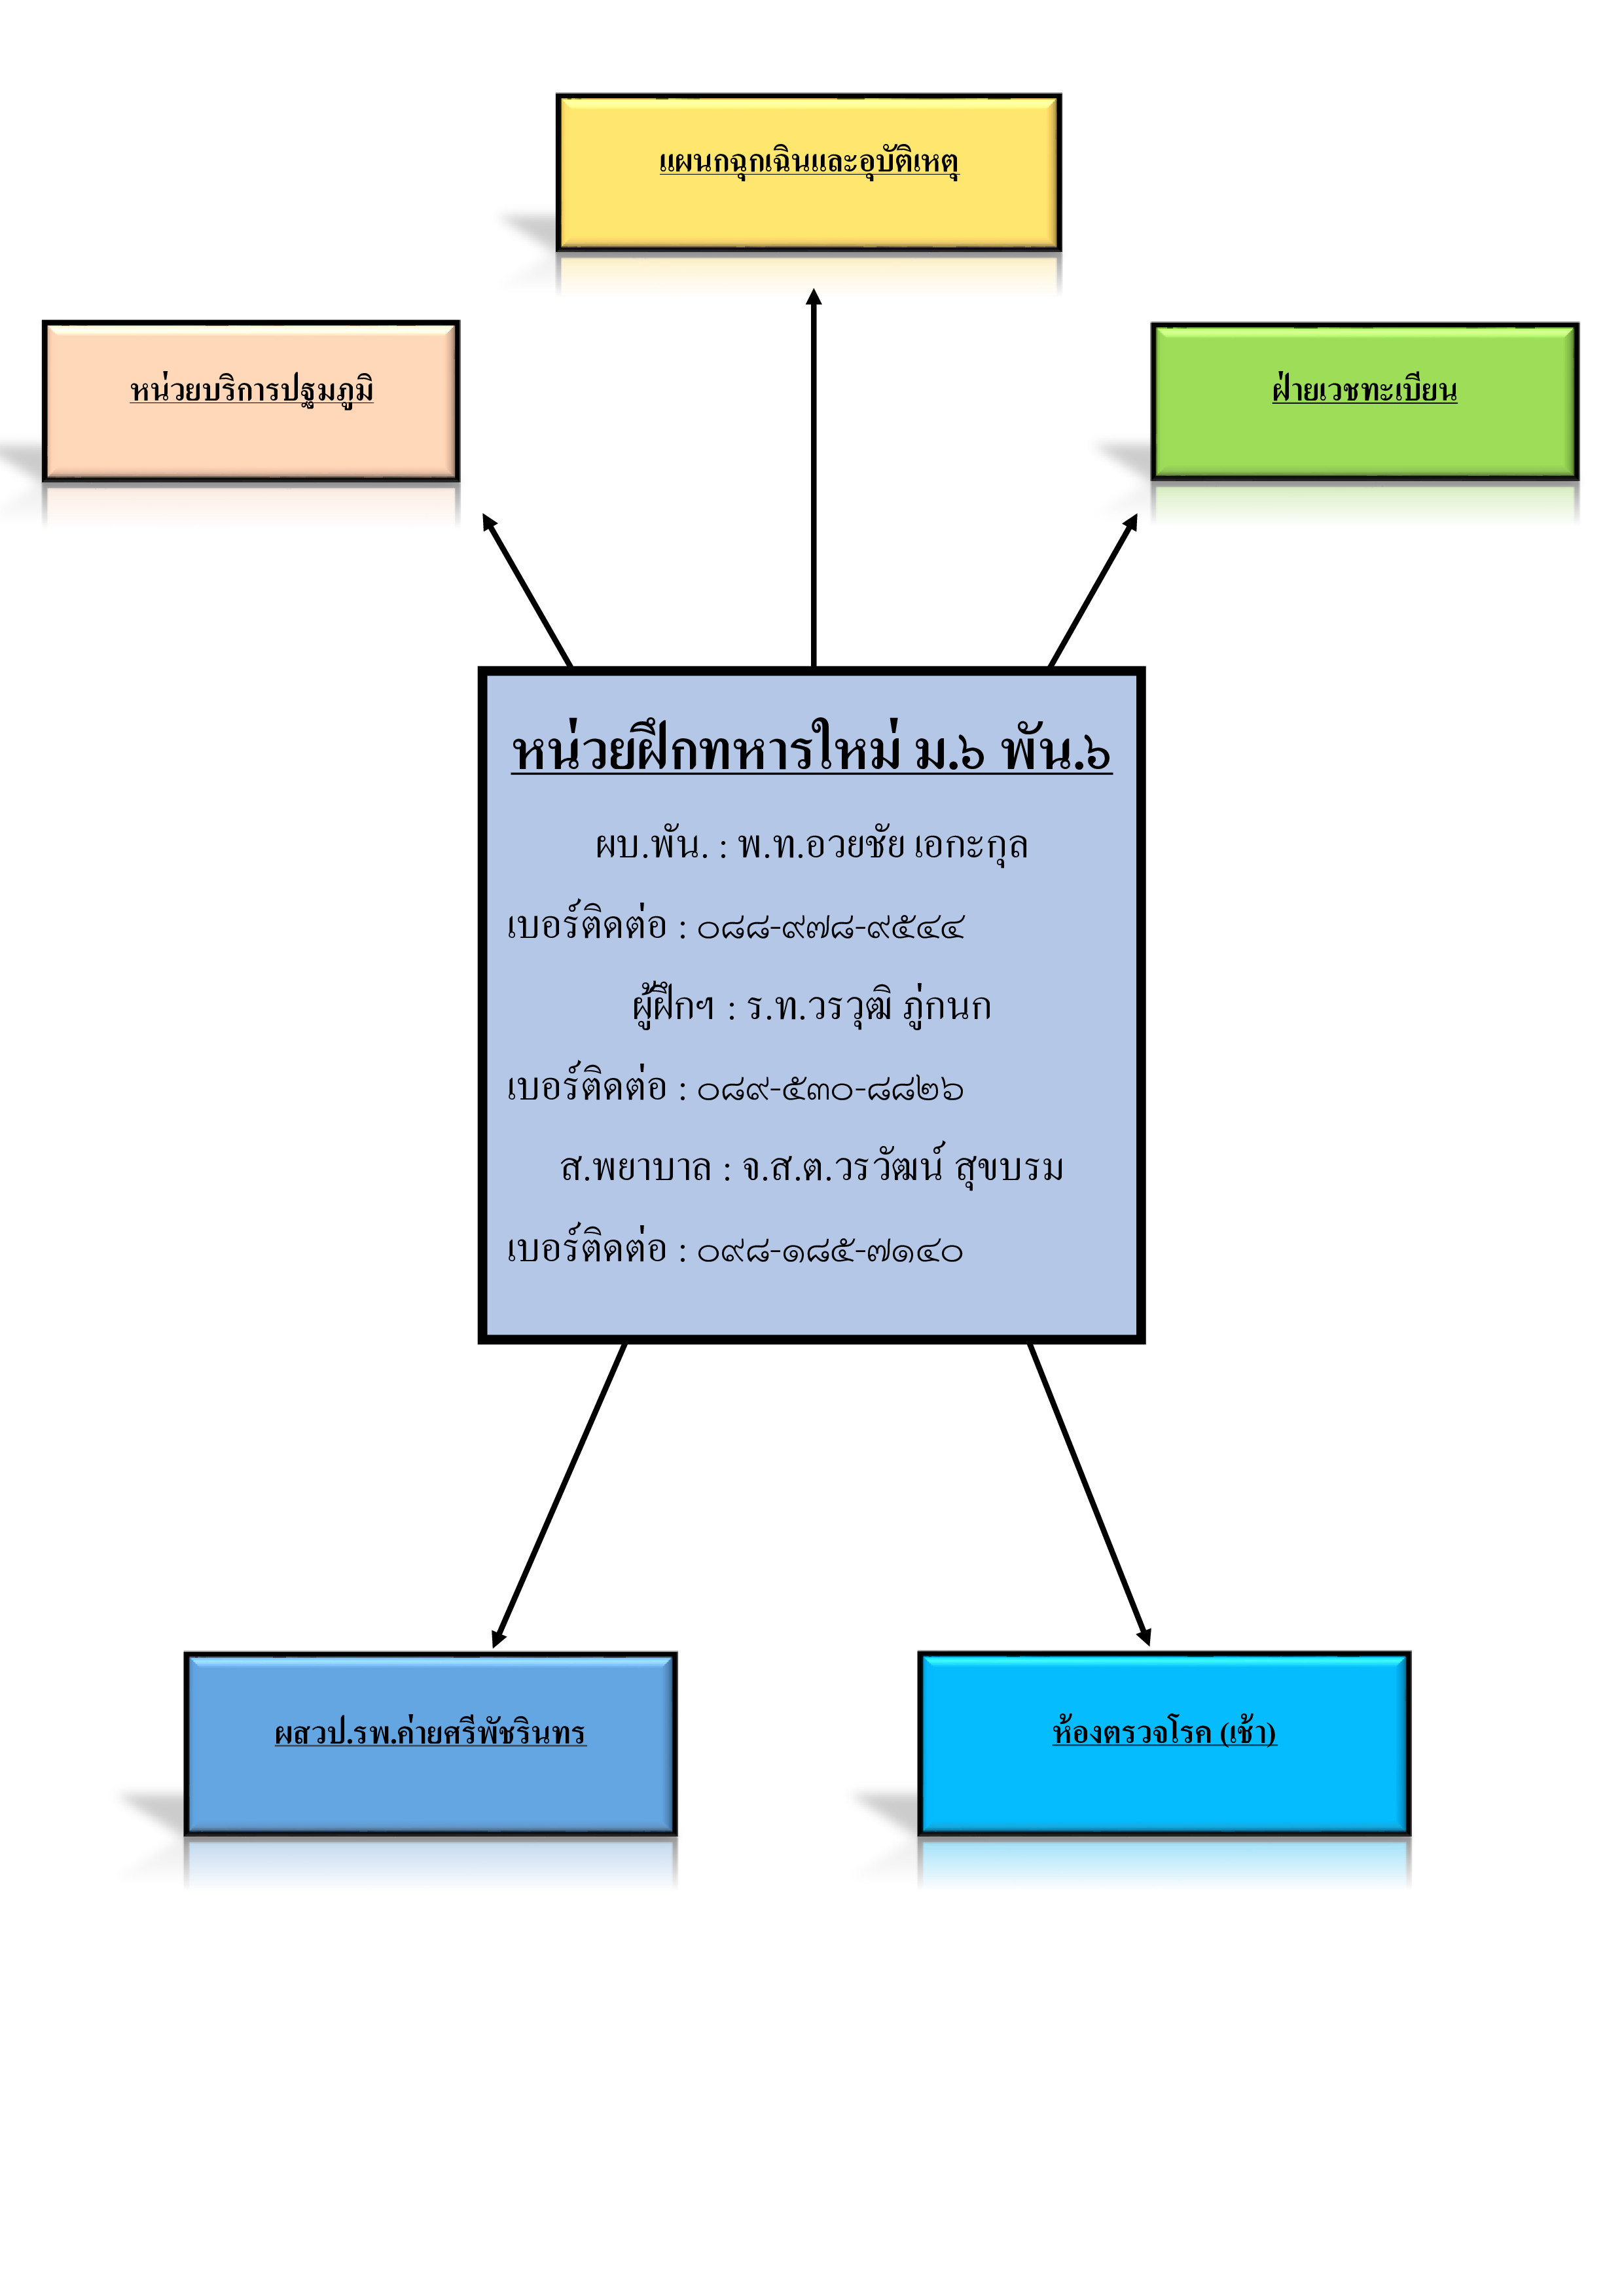 แผนกฉุกเฉินและอุบัติเหตุ
หน่วยบริการปฐมภูมิ
ฝ่ายเวชทะเบียน
หน่วยฝึกทหารใหม่ ม.๖ พัน.๖
ผบ.พัน. : พ.ท.อวยชัย เอกะกุล
เบอร์ติดต่อ : ๐๘๘-๙๗๘-๙๕๔๔
ผู้ฝึกฯ : ร.ท.วรวุฒิ ภู่กนก
เบอร์ติดต่อ : ๐๘๙-๕๓๐-๘๘๒๖
ส.พยาบาล : จ.ส.ต.วรวัฒน์ สุขบรม
เบอร์ติดต่อ : ๐๙๘-๑๘๕-๗๑๔๐
ผสวป.รพ.ค่ายศรีพัชรินทร
ห้องตรวจโรค (เช้า)